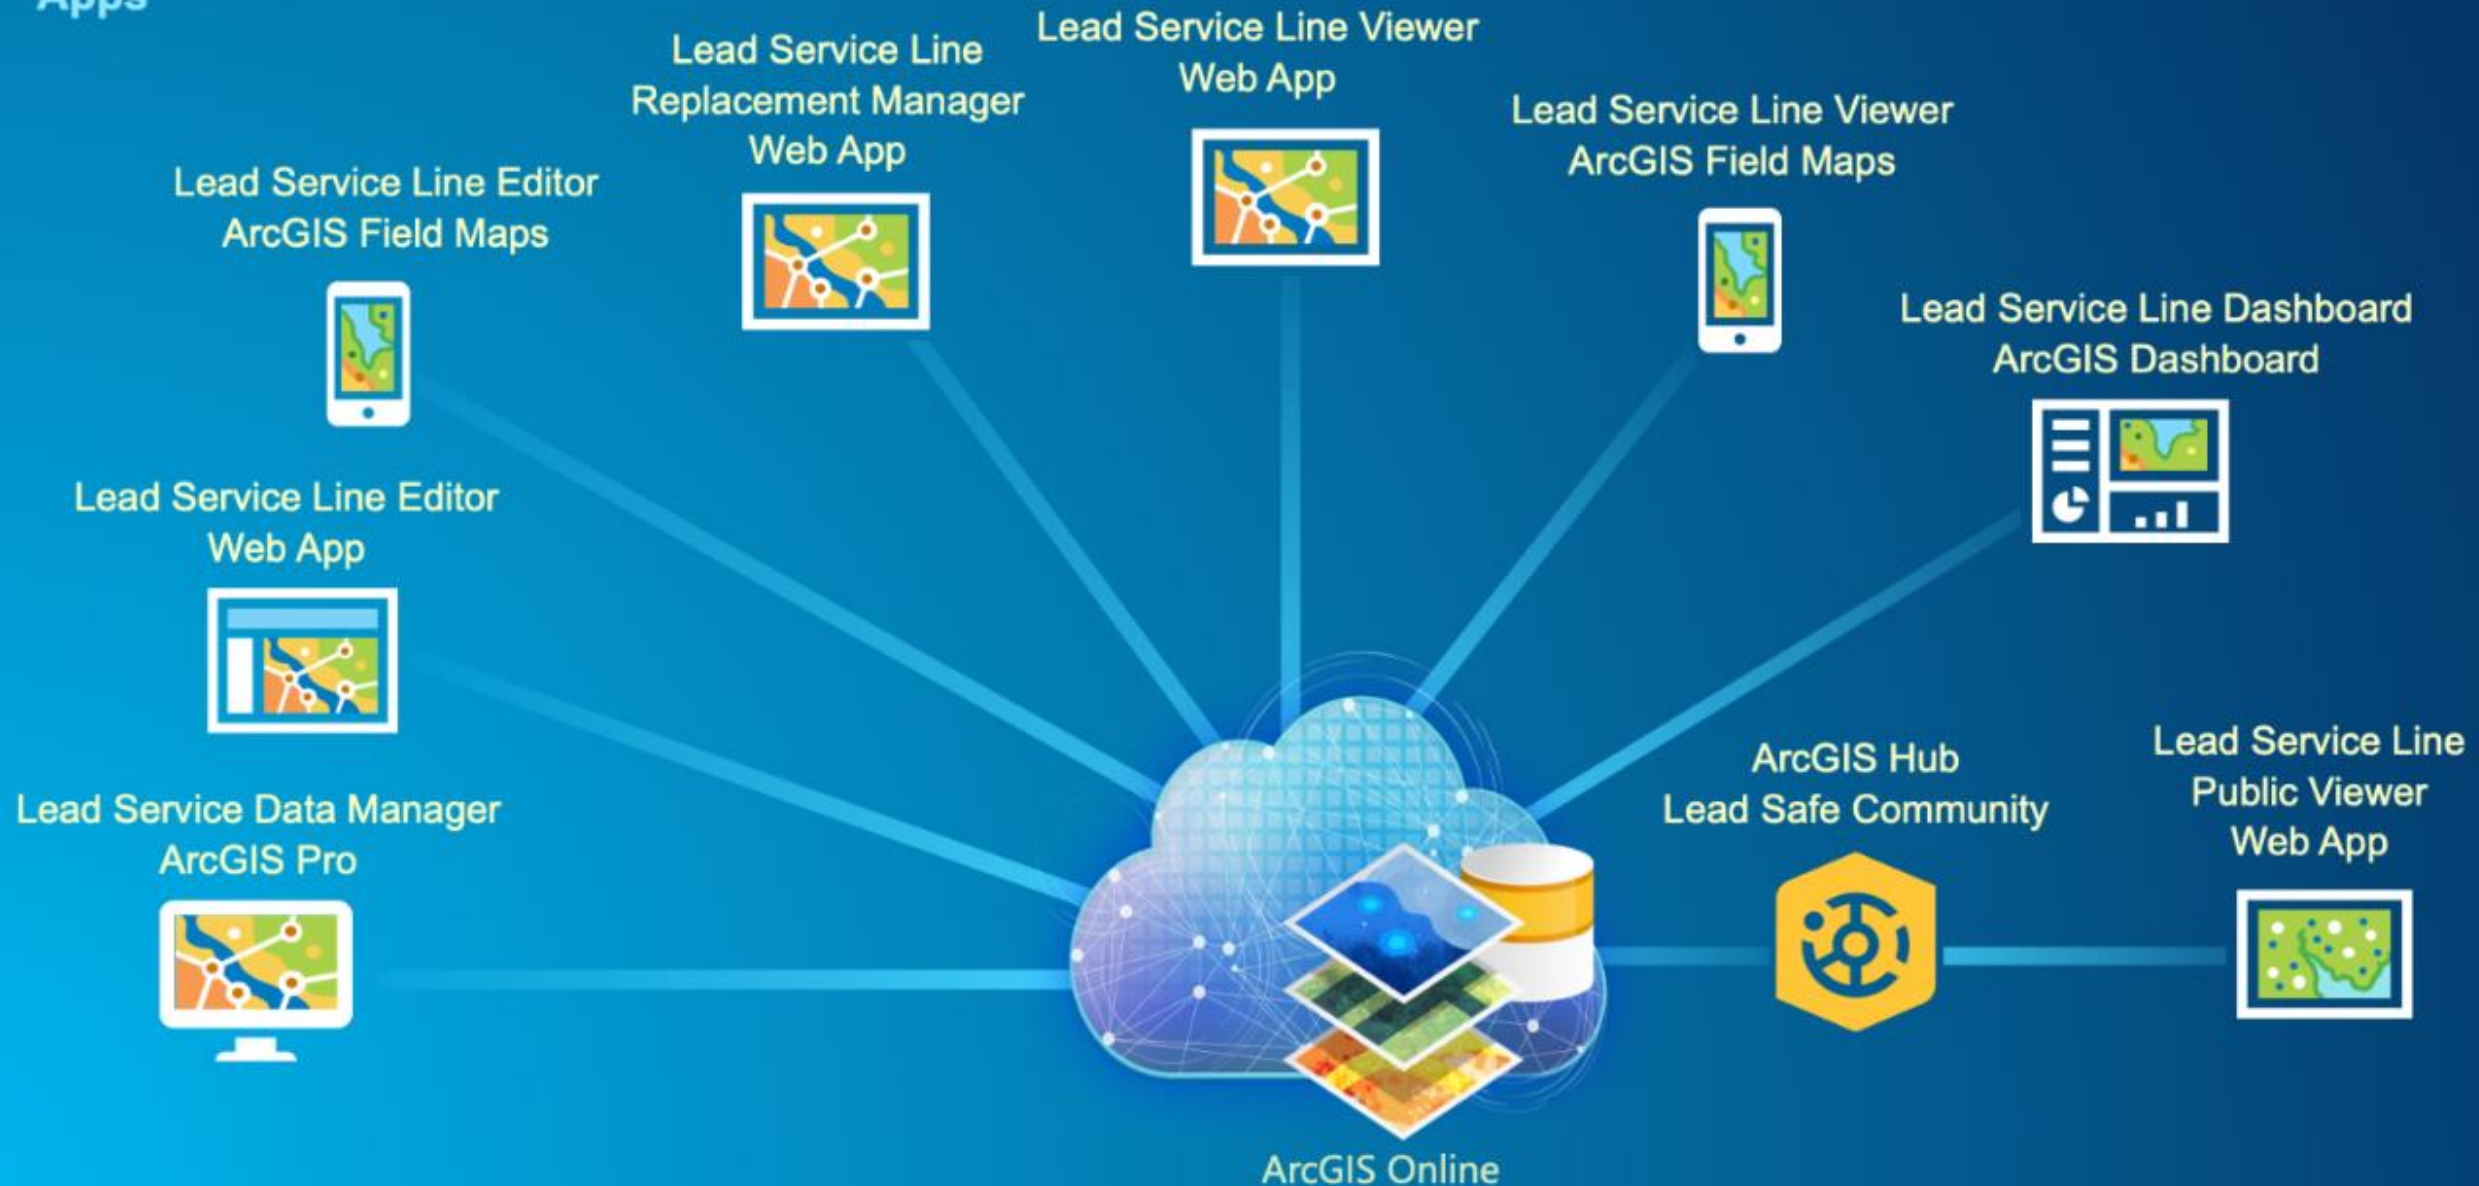 Apps
Lead Service Line Viewer
Web App
Lead Service Line
Replacement Manager
Web App
Lead Service Line Viewer
ArcGIS Field Maps
Lead Service Line Editor
ArcGIS Field Maps
Lead Service Line Dashboard
ArcGIS Dashboard
Lead Service Line Editor
Web App
Lead Service Data Manager
ArcGIS Pro
ArcGIS Hub
Lead Safe Community
Lead Service Line
Public Viewer
Web App
ArcGIS Online